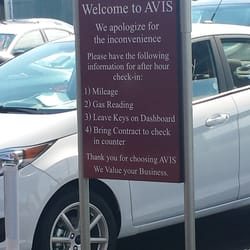 Welcome to AVIS
We apologize for
the inconvenience
Please have the following
information for after hour
check-in:
1) Mileage
2) Gas Reading
3) Leave Keys on Dashboard
4) Bring Contract to check
in counter
Thank you for choosing AVIS
We Value your Business.